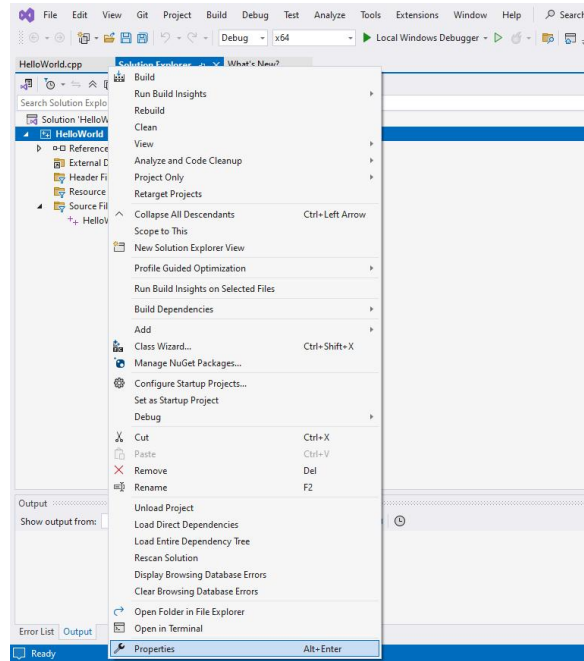 File Edit View Git Project Build Debug Test Analyze Tools Extensions Window Help Search
Debug x64 Local Windows Debugger
HelloWorld.cpp Solution Explorer What's New?
Search Solution Explo
Solution 'HelloW
HelloWorld
Reference
External D
Header Fi
Resource
Source Fil
HelloW
Build
Run Build Insights
Rebuild
Clean
View
Analyze and Code Cleanup
Project Only
Retarget Projects
Collapse All Descendants Ctrl+Left Arrow
Scope to This
New Solution Explorer View
Profile Guided Optimization
Run Build Insights on Selected Files
Build Dependencies
Add
Class Wizard... Ctrl+Shift+X
Manage NuGet Packages...
Configure Startup Projects...
Set as Startup Project
Debug
Cut Ctrl+X
Paste Ctrl+V
Remove Del
Rename F2
Unload Project
Load Direct Dependencies
Load Entire Dependency Tree
Rescan Solution
Display Browsing Database Errors
Clear Browsing Database Errors
Open Folder in File Explorer
Open in Terminal
Properties Alt+Enter
Output
Show output from:
Error List Output
Ready